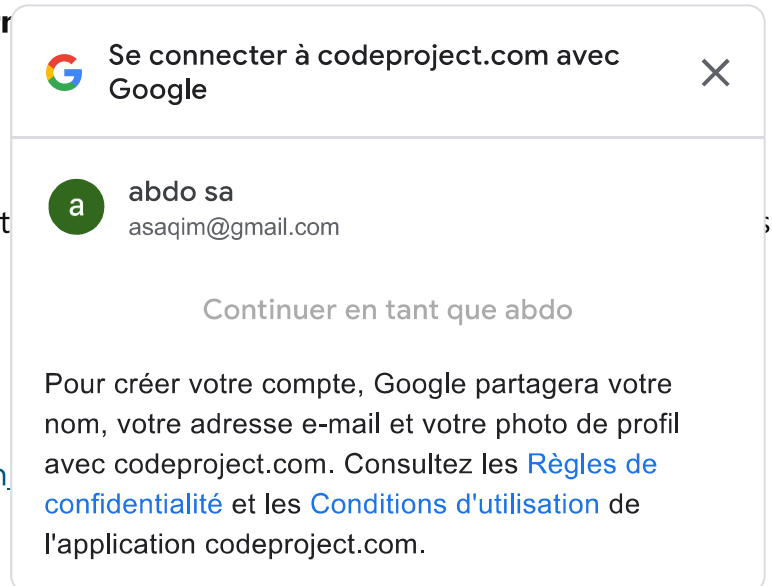 Se connecter à codeproject.com avec
Google
a
abdo sa
asaqim@gmail.com
Continuer en tant que abdo
Pour créer votre compte, Google partagera votre
nom, votre adresse e-mail et votre photo de profil
avec codeproject.com. Consultez les Règles de
confidentialité et les Conditions d'utilisation de
l'application codeproject.com.